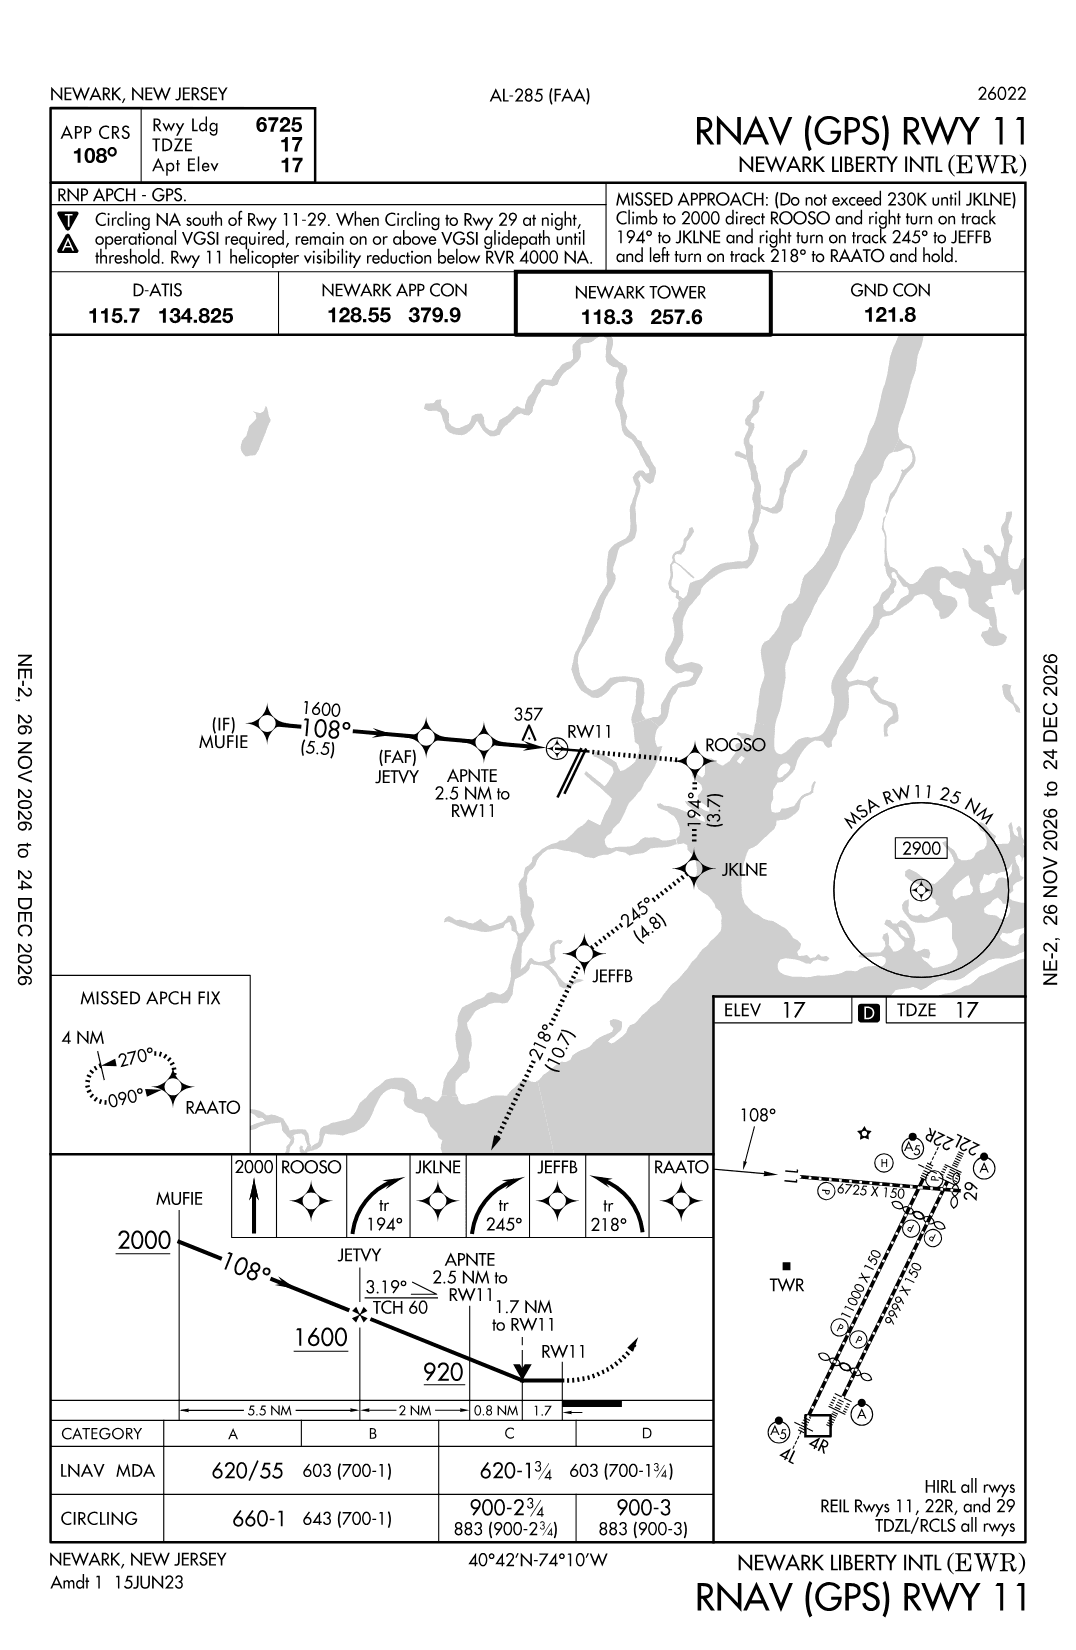 NEWARK, NEW JERSEY
AL-285 (FAA)
26022
APP CRS
108°
Rwy Ldg 6725
TDZE 17
Apt Elev 17
RNAV (GPS) RWY 11
NEWARK LIBERTY INTL (EWR)
RNP APCH - GPS.
T
A
Circling NA south of Rwy 11-29. When Circling to Rwy 29 at night,
operational VGSI required, remain on or above VGSI glidepath until
threshold. Rwy 11 helicopter visibility reduction below RVR 4000 NA.
MISSED APPROACH: (Do not exceed 230K until JKLNE)
Climb to 2000 direct ROOSO and right turn on track
194° to JKLNE and right turn on track 245° to JEFFB
and left turn on track 218° to RAATO and hold.
D-ATIS
115.7 134.825
NEWARK APP CON
128.55 379.9
NEWARK TOWER
118.3 257.6
GND CON
121.8
NE-2, 26 NOV 2026 to 24 DEC 2026
NE-2, 26 NOV 2026 to 24 DEC 2026
(IF)
MUFIE
1600
108°
(5.5)
(FAF)
JETVY
APNTE
2.5 NM to
RW11
357
RW11
ROOSO
194°
(3.7)
JKLNE
245°
(4.8)
JEFFB
218°
(10.7)
MSA RW11 25 NM
2900
MISSED APCH FIX
4 NM
270°
090°
RAATO
ELEV 17
D
TDZE 17
108°
A5
22R
22L
A
H
P
P
6725 X 150
29
P
P
TWR
11000 X 150
9999 X 150
P
P
A5
A
4L
4R
HIRL all rwys
REIL Rwys 11, 22R, and 29
TDZL/RCLS all rwys
2000
ROOSO
tr
194°
JKLNE
tr
245°
JEFFB
tr
218°
RAATO
MUFIE
2000
108°
JETVY
3.19°
TCH 60
1600
APNTE
2.5 NM to
RW11
920
1.7 NM
to RW11
RW11
5.5 NM
2 NM
0.8 NM
1.7
CATEGORY A B C D
LNAV MDA 620/55 603 (700-1) 620-1¾ 603 (700-1¾)
CIRCLING 660-1 643 (700-1)
900-2¾
883 (900-2¾)
900-3
883 (900-3)
NEWARK, NEW JERSEY
Amdt 1 15JUN23
40°42'N-74°10'W
NEWARK LIBERTY INTL (EWR)
RNAV (GPS) RWY 11